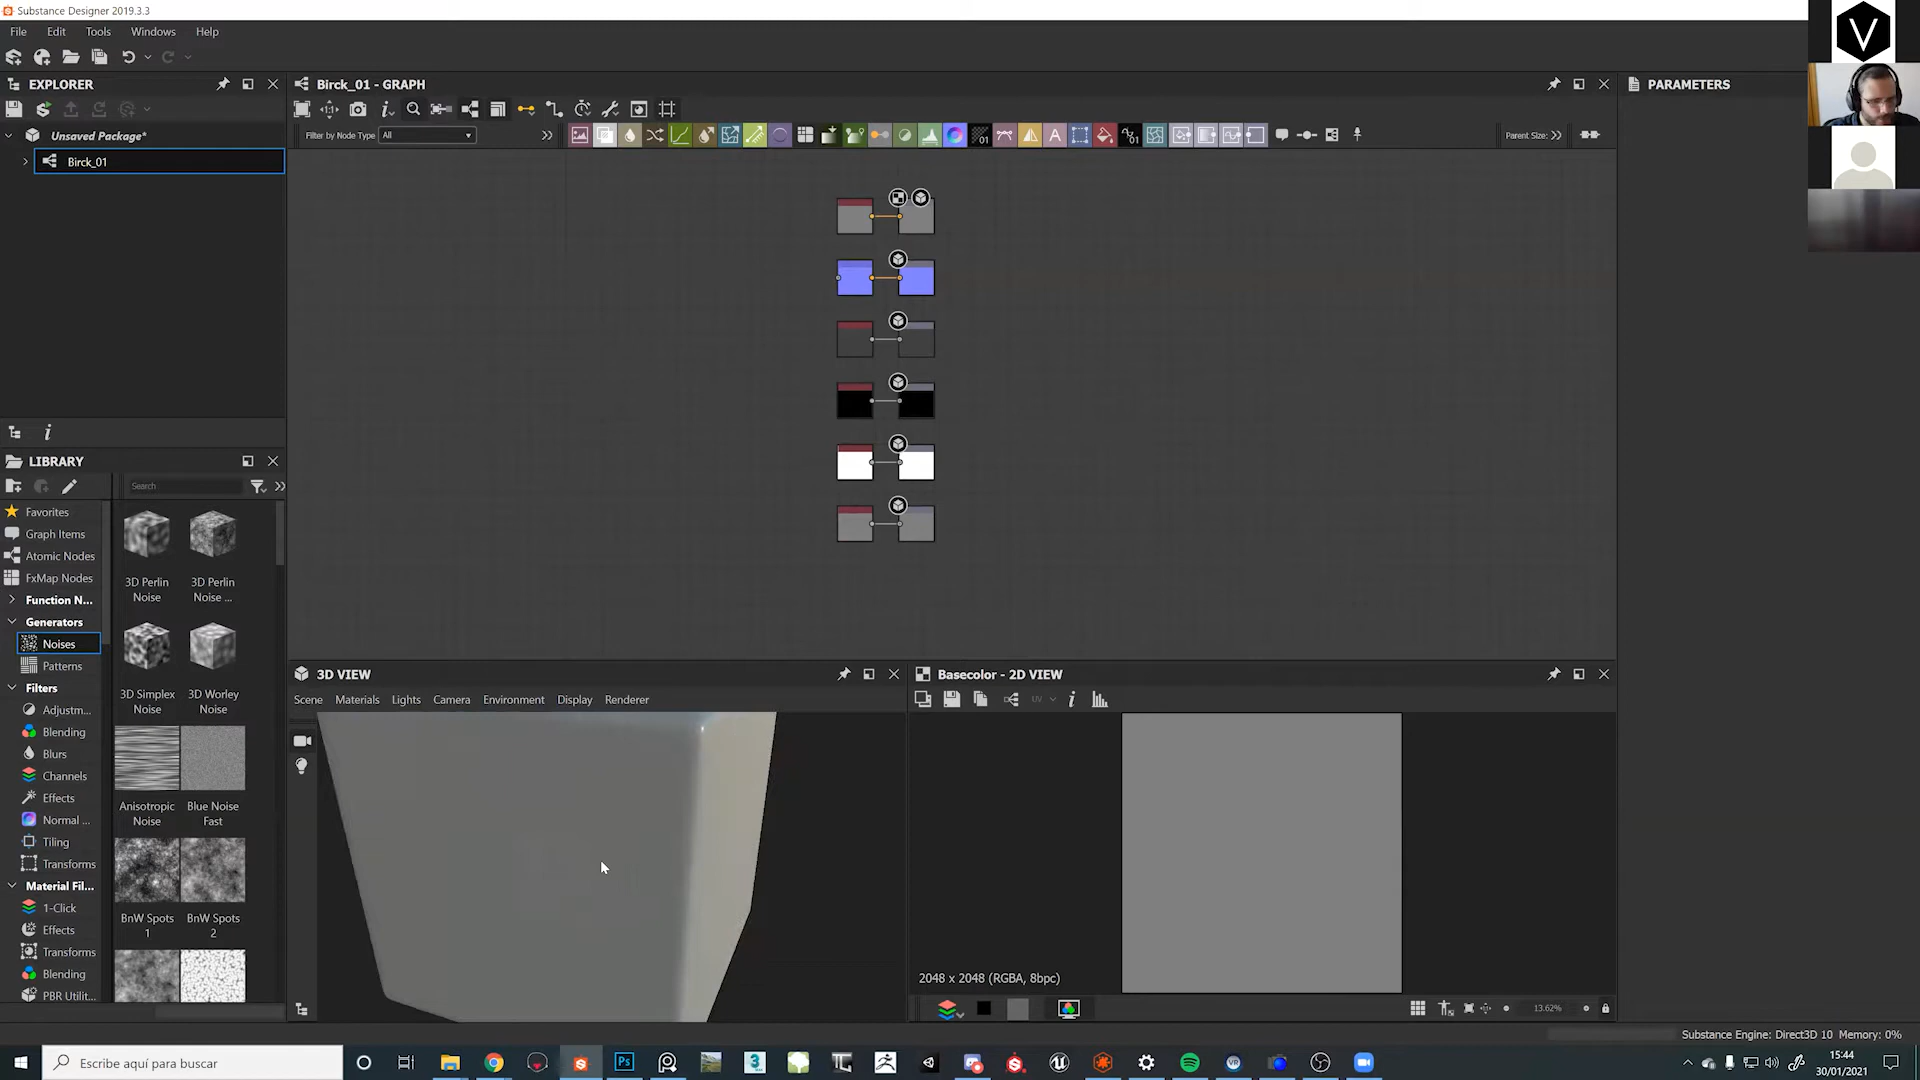 Substance Designer 2019.3.3
File Edit Tools Windows Help
EXPLORER
Unsaved Package*
Birck_01
LIBRARY
Search
Favorites
Graph Items
Atomic Nodes
FxMap Nodes
Function N...
Generators
Noises
Patterns
Filters
Adjustm...
Blending
Blurs
Channels
Effects
Normal ...
Tiling
Transforms
Material Fil...
1-Click
Effects
Transforms
Blending
PBR Utilit...
3D Perlin
Noise
3D Perlin
Noise ...
3D Simplex
Noise
3D Worley
Noise
Anisotropic
Noise
Blue Noise
Fast
BnW Spots
1
BnW Spots
2
Birck_01 - GRAPH
Filter by Node Type All
Parent Size:
3D VIEW
Scene Materials Lights Camera Environment Display Renderer
Basecolor - 2D VIEW
UV
2048 x 2048 (RGBA, 8bpc)
13.62%
PARAMETERS
V
Substance Engine: Direct3D 10 Memory: 0%
Escribe aquí para buscar
Ps
15:44
30/01/2021